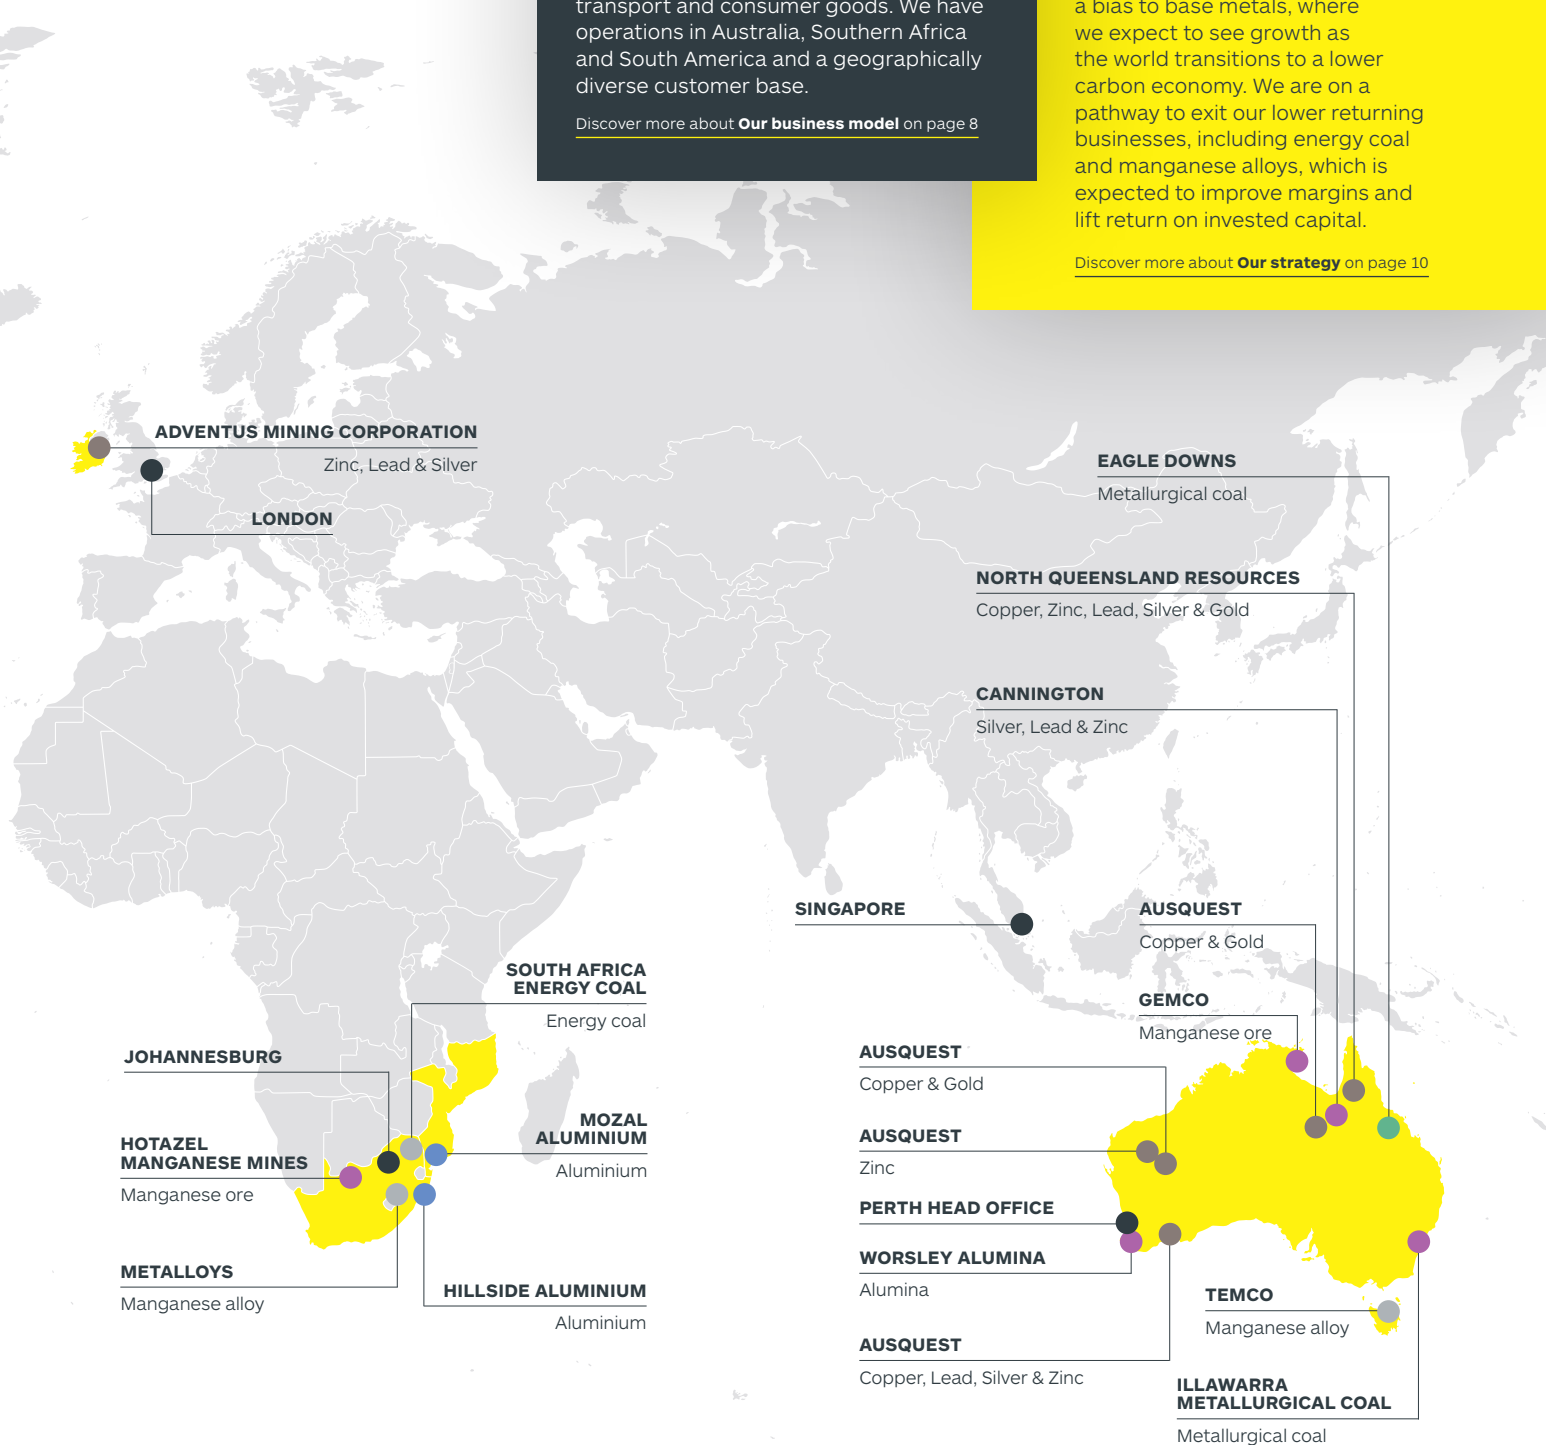 transport and consumer goods. We have
operations in Australia, Southern Africa
and South America and a geographically
diverse customer base.
Discover more about Our business model on page 8
a bias to base metals, where
we expect to see growth as
the world transitions to a lower
carbon economy. We are on a
pathway to exit our lower returning
businesses, including energy coal
and manganese alloys, which is
expected to improve margins and
lift return on invested capital.
Discover more about Our strategy on page 10
ADVENTUS MINING CORPORATION
Zinc, Lead & Silver
LONDON
EAGLE DOWNS
Metallurgical coal
NORTH QUEENSLAND RESOURCES
Copper, Zinc, Lead, Silver & Gold
CANNINGTON
Silver, Lead & Zinc
SINGAPORE
AUSQUEST
Copper & Gold
GEMCO
Manganese ore
SOUTH AFRICA
ENERGY COAL
Energy coal
JOHANNESBURG
MOZAL
ALUMINIUM
Aluminium
HOTAZEL
MANGANESE MINES
Manganese ore
METALLOYS
Manganese alloy
HILLSIDE ALUMINIUM
Aluminium
AUSQUEST
Copper & Gold
AUSQUEST
Zinc
PERTH HEAD OFFICE
WORSLEY ALUMINA
Alumina
AUSQUEST
Copper, Lead, Silver & Zinc
TEMCO
Manganese alloy
ILLAWARRA
METALLURGICAL COAL
Metallurgical coal